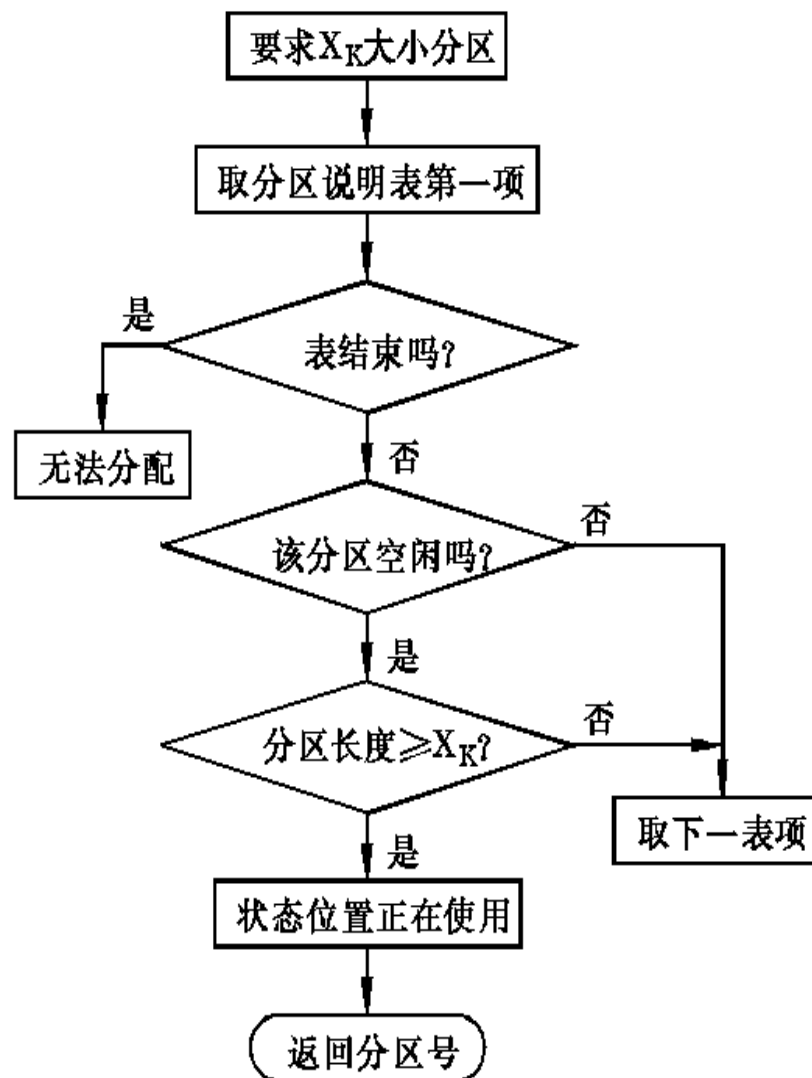 要求X_K大小分区
取分区说明表第一项
是
表结束吗?
无法分配
否
该分区空闲吗?
否
是
分区长度≥X_K?
否
取下一表项
是
状态位置正在使用
返回分区号